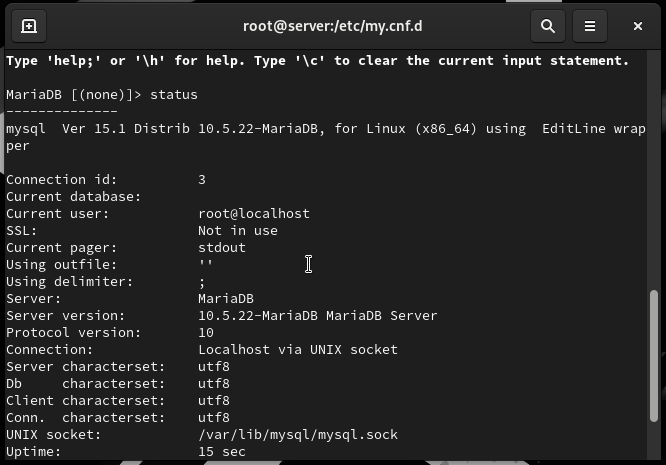 root@server:/etc/my.cnf.d
Type 'help;' or '\h' for help. Type '\c' to clear the current input statement.
MariaDB [(none)]> status
--------------
mysql  Ver 15.1 Distrib 10.5.22-MariaDB, for Linux (x86_64) using  EditLine wrap
per
Connection id:          3
Current database:
Current user:           root@localhost
SSL:                    Not in use
Current pager:          stdout
Using outfile:          ''
Using delimiter:        ;
Server:                 MariaDB
Server version:         10.5.22-MariaDB MariaDB Server
Protocol version:       10
Connection:             Localhost via UNIX socket
Server characterset:    utf8
Db     characterset:    utf8
Client characterset:    utf8
Conn.  characterset:    utf8
UNIX socket:            /var/lib/mysql/mysql.sock
Uptime:                 15 sec